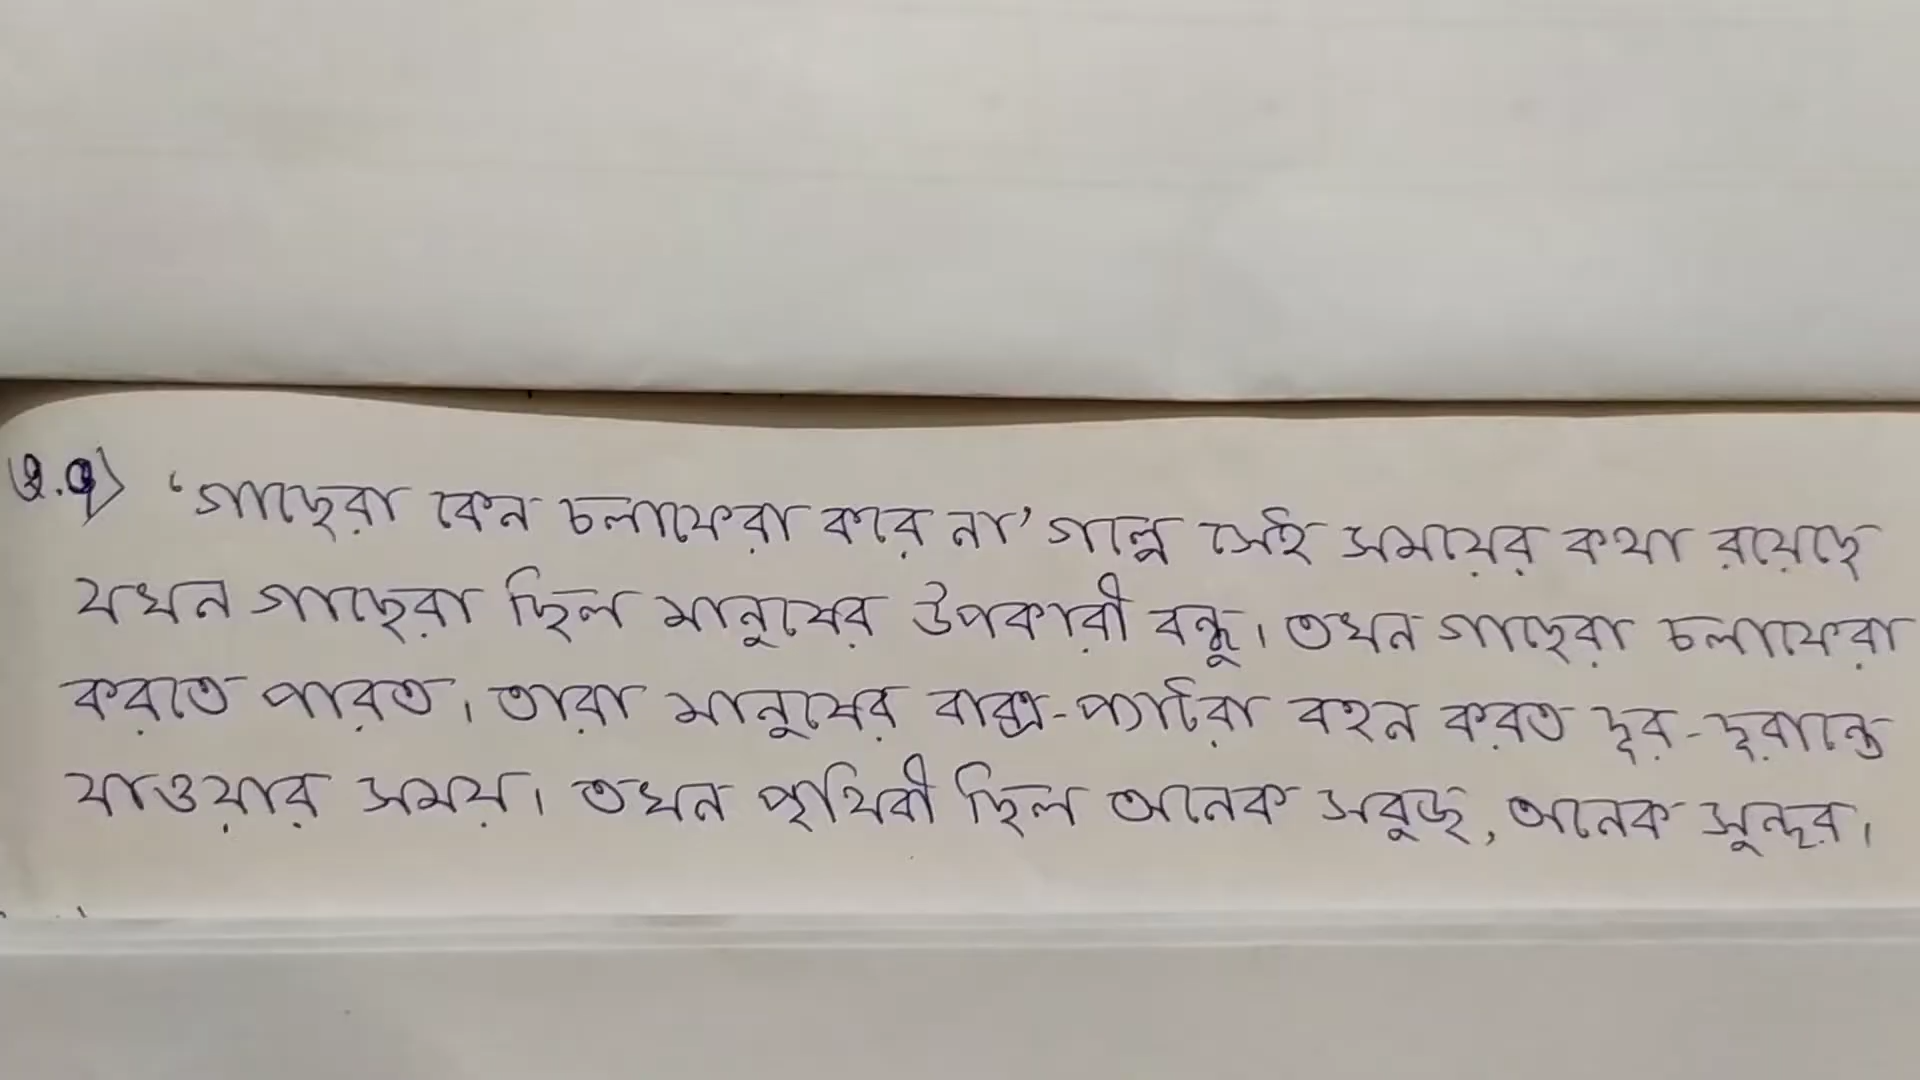 ২.৭) 'গাছেরা কেন চলাফেরা করে না' গল্পে সেই সময়ের কথা রয়েছে
যখন গাছেরা ছিল মানুষের উপকারী বন্ধু। তখন গাছেরা চলাফেরা
করতে পারত। তারা মানুষের বাক্স-প্যাটরা বহন করত দূর-দূরান্তে
যাওয়ার সময়। তখন পৃথিবী ছিল অনেক সবুজ, অনেক সুন্দর।